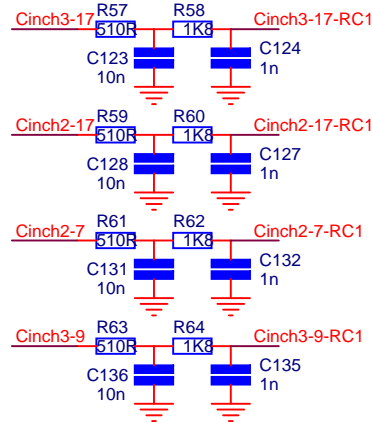 R57 R58
Cinch3-17 510R 1K8 Cinch3-17-RC1
C123 10n
C124 1n
R59 R60
Cinch2-17 510R 1K8 Cinch2-17-RC1
C128 10n
C127 1n
R61 R62
Cinch2-7 510R 1K8 Cinch2-7-RC1
C131 10n
C132 1n
R63 R64
Cinch3-9 510R 1K8 Cinch3-9-RC1
C136 10n
C135 1n